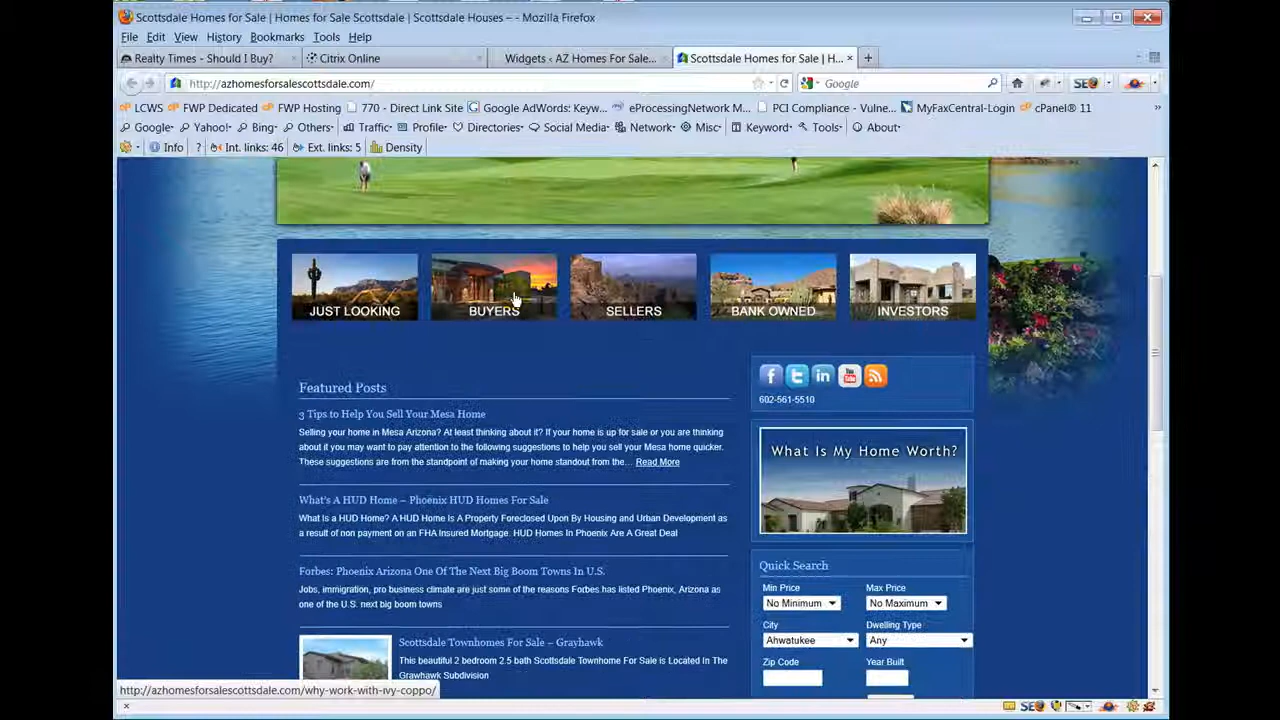 Scottsdale Homes for Sale | Homes for Sale Scottsdale | Scottsdale Houses – - Mozilla Firefox
File Edit View History Bookmarks Tools Help
Realty Times - Should I Buy? Citrix Online Widgets ‹ AZ Homes For Sale... Scottsdale Homes for Sale | H...
http://azhomesforsalescottsdale.com/ Google SEO
LCWS FWP Dedicated FWP Hosting 770 - Direct Link Site Google AdWords: Keyw... eProcessingNetwork M... PCI Compliance - Vulne... MyFaxCentral-Login cPanel® 11
Google Yahoo! Bing Others Traffic Profile Directories Social Media Network Misc Keyword Tools About
Info ? Int. links: 46 Ext. links: 5 Density
JUST LOOKING BUYERS SELLERS BANK OWNED INVESTORS
Featured Posts
3 Tips to Help You Sell Your Mesa Home
Selling your home in Mesa Arizona? At least thinking about it? If your home is up for sale or you are thinking
about if you may want to pay attention to the following suggestions to help you sell your Mesa home quicker.
These suggestions are from the standpoint of making your home standout from the... Read More
What's A HUD Home – Phoenix HUD Homes For Sale
What Is a HUD Home? A HUD Home Is A Property Foreclosed Upon By Housing and Urban Development as
a result of non payment on an FHA Insured Mortgage. HUD Homes In Phoenix Are A Great Deal
Forbes: Phoenix Arizona One Of The Next Big Boom Towns In U.S.
Jobs, immigration, pro business climate are just some of the reasons Forbes has listed Phoenix, Arizona as
one of the U.S. next big boom towns
Scottsdale Townhomes For Sale – Grayhawk
This beautiful 2 bedroom 2.5 bath Scottsdale Townhome For Sale is Located In The
Grayhawk Subdivision
f t in You Tube
602-561-5510
What Is My Home Worth?
Quick Search
Min Price Max Price
No Minimum No Maximum
City Dwelling Type
Ahwatukee Any
Zip Code Year Built
http://azhomesforsalescottsdale.com/why-work-with-ivy-coppo/
SEO